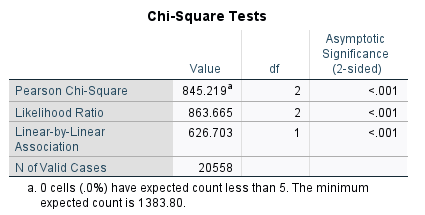 Chi-Square Tests
Value df Asymptotic Significance (2-sided)
Pearson Chi-Square 845.219a 2 <.001
Likelihood Ratio 863.665 2 <.001
Linear-by-Linear Association 626.703 1 <.001
N of Valid Cases 20558
a. 0 cells (.0%) have expected count less than 5. The minimum
expected count is 1383.80.